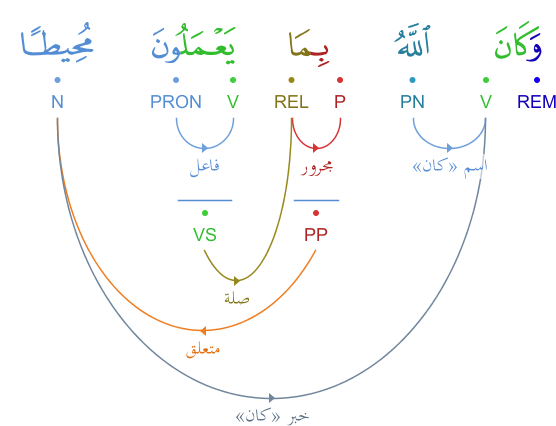 وَكَانَ ٱللَّهُ بِمَا يَعْمَلُونَ مُحِيطًا
REM V PN P REL V PRON N
اسم «كان» مجرور فاعل
PP VS
صلة
متعلق
خبر «كان»